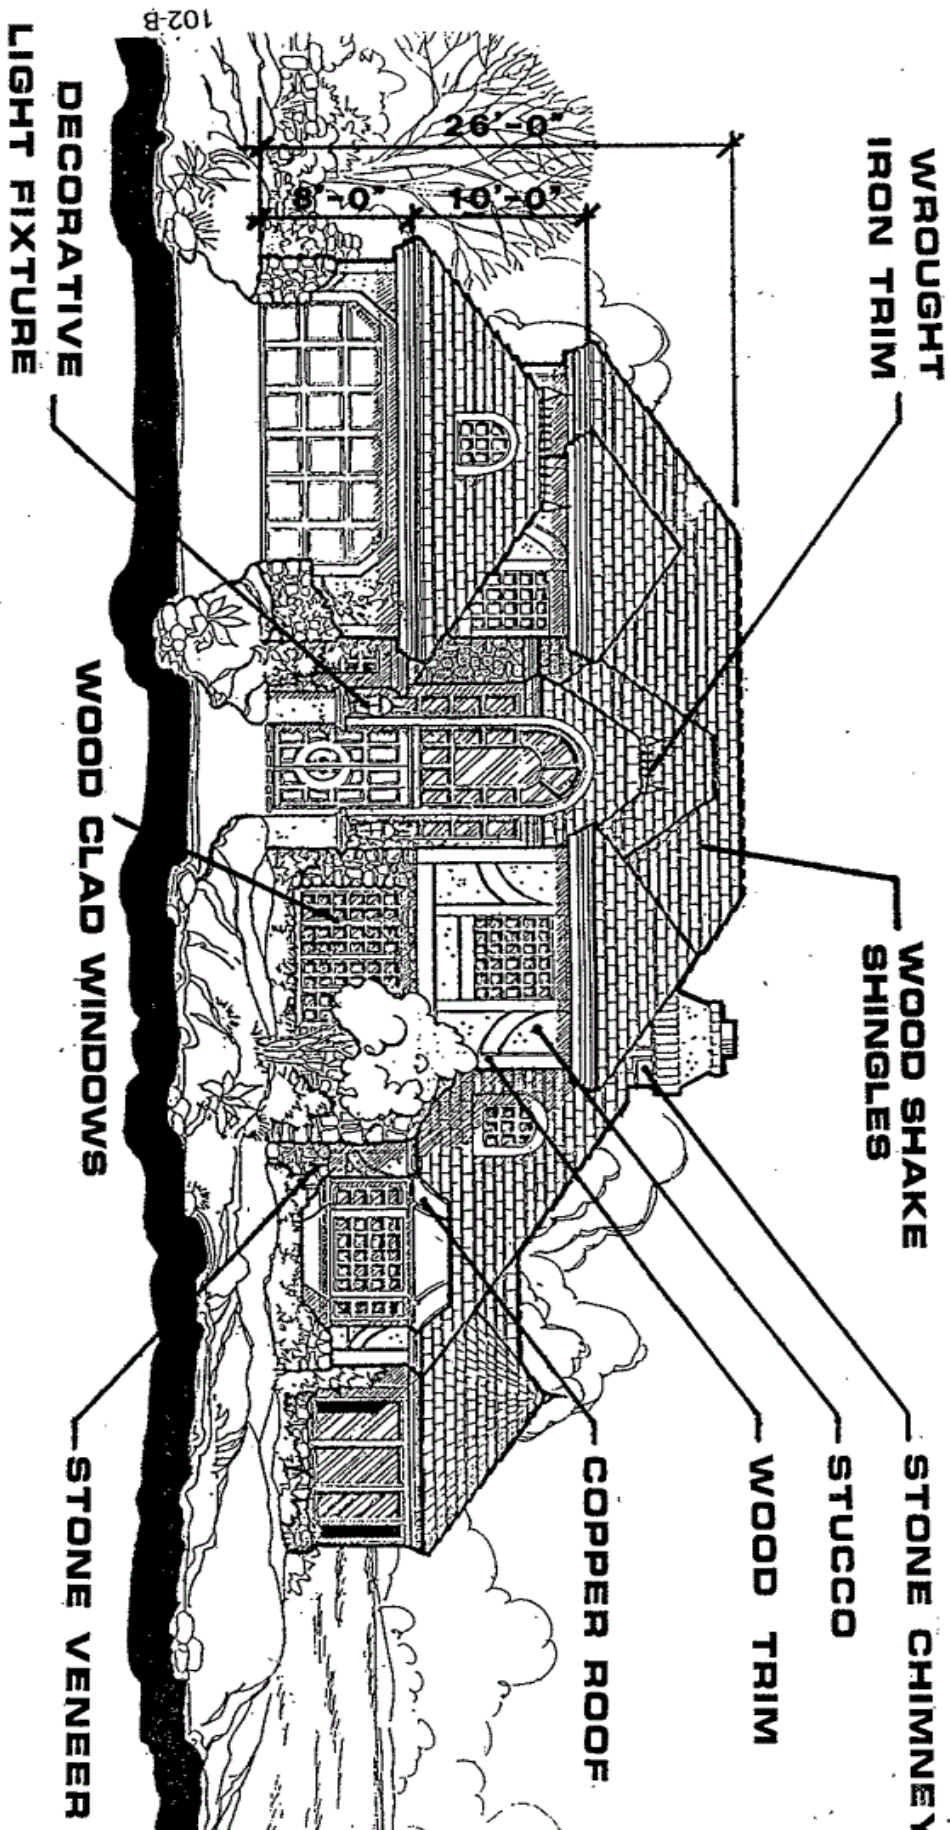 WROUGHT
IRON TRIM
WOOD SHAKE
SHINGLES
STONE CHIMNEY
STUCCO
WOOD TRIM
COPPER ROOF
26'-0"
10'-0"
8'-0"
DECORATIVE
LIGHT FIXTURE
WOOD CLAD WINDOWS
STONE VENEER
102-B